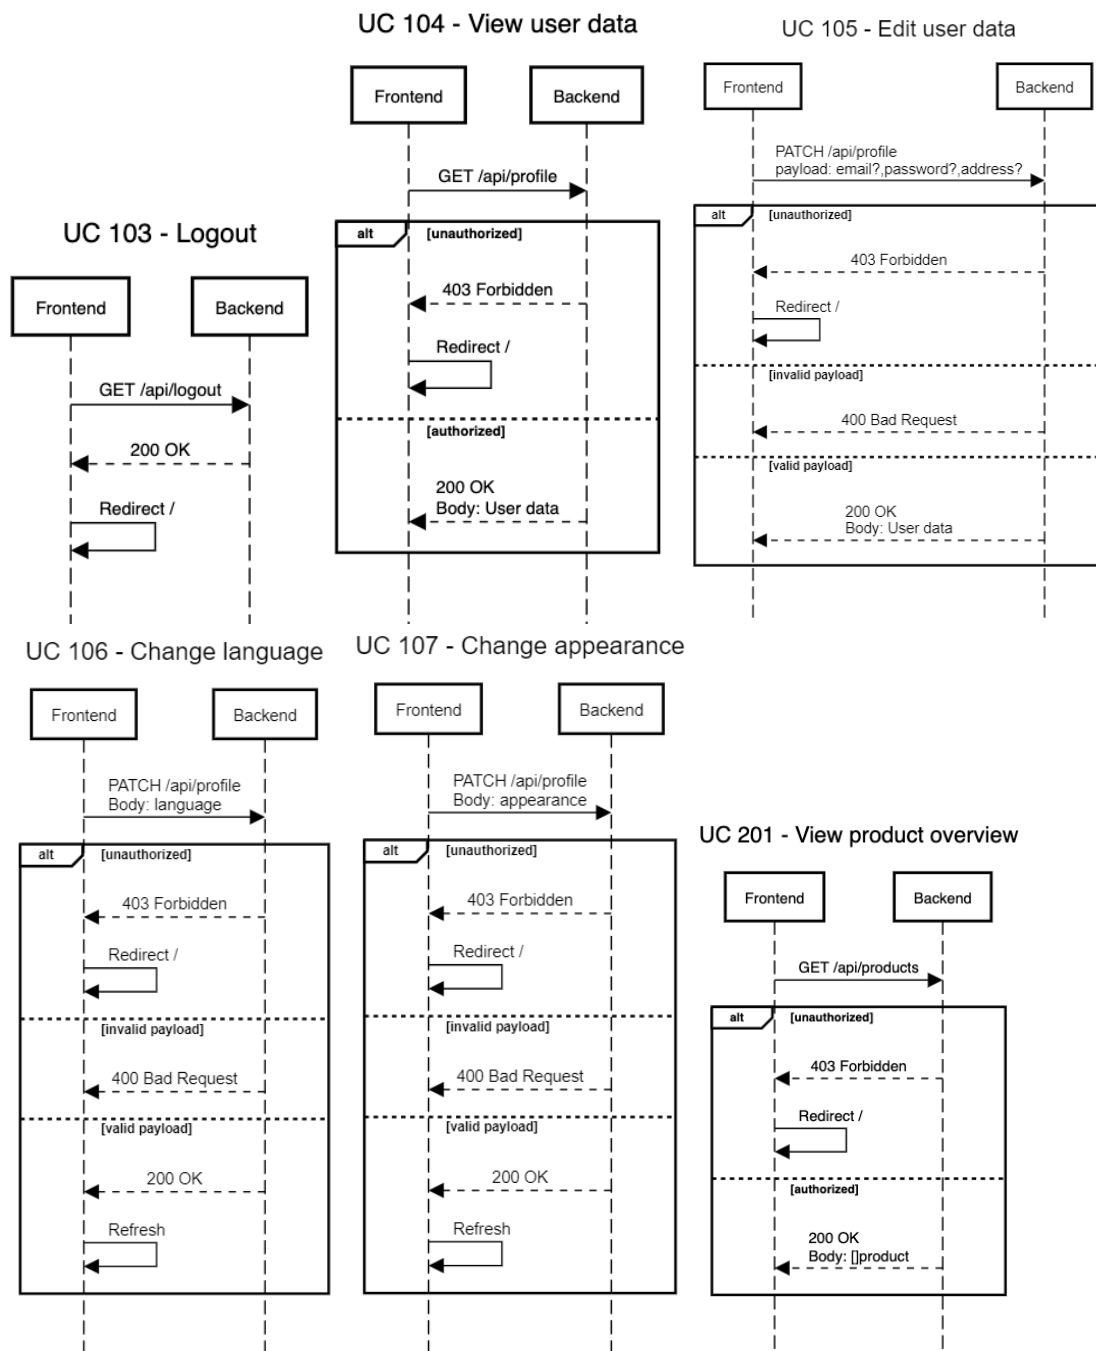 UC 103 - Logout
Frontend
Backend
GET /api/logout
200 OK
Redirect /
UC 104 - View user data
Frontend
Backend
GET /api/profile
alt
[unauthorized]
403 Forbidden
Redirect /
[authorized]
200 OK
Body: User data
UC 105 - Edit user data
Frontend
Backend
PATCH /api/profile
payload: email?,password?,address?
alt
[unauthorized]
403 Forbidden
Redirect /
[invalid payload]
400 Bad Request
[valid payload]
200 OK
Body: User data
UC 106 - Change language
Frontend
Backend
PATCH /api/profile
Body: language
alt
[unauthorized]
403 Forbidden
Redirect /
[invalid payload]
400 Bad Request
[valid payload]
200 OK
Refresh
UC 107 - Change appearance
Frontend
Backend
PATCH /api/profile
Body: appearance
alt
[unauthorized]
403 Forbidden
Redirect /
[invalid payload]
400 Bad Request
[valid payload]
200 OK
Refresh
UC 201 - View product overview
Frontend
Backend
GET /api/products
alt
[unauthorized]
403 Forbidden
Redirect /
[authorized]
200 OK
Body: []product